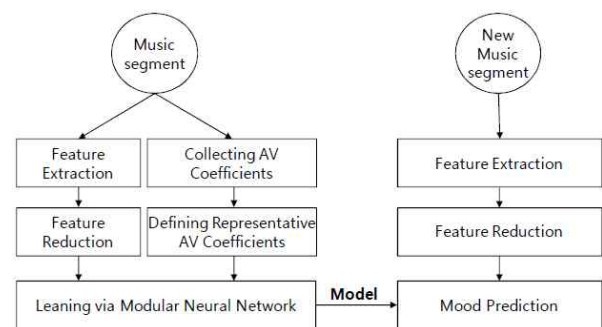 Music
segment
New
Music
segment
Feature
Extraction
Collecting AV
Coefficients
Feature Extraction
Feature
Reduction
Defining Representative
AV Coefficients
Feature Reduction
Leaning via Modular Neural Network
Model
Mood Prediction